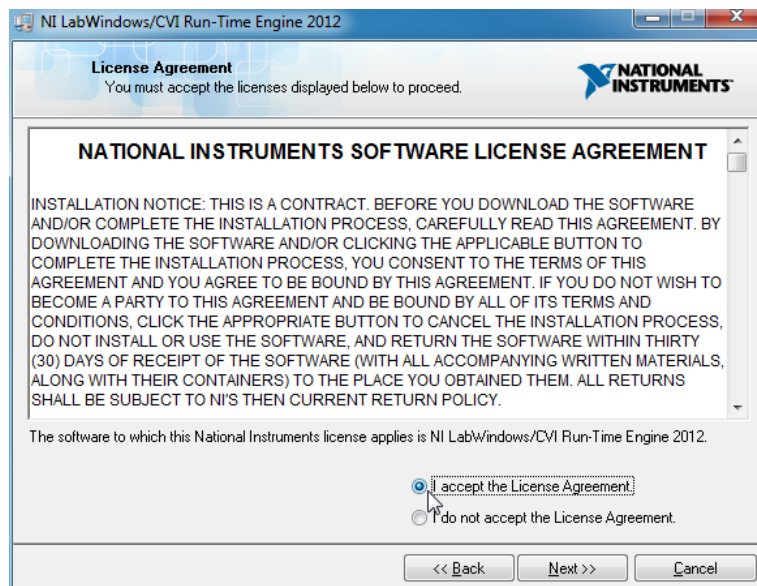 NI LabWindows/CVI Run-Time Engine 2012
License Agreement
You must accept the licenses displayed below to proceed.
NATIONAL
INSTRUMENTS™
NATIONAL INSTRUMENTS SOFTWARE LICENSE AGREEMENT
INSTALLATION NOTICE: THIS IS A CONTRACT. BEFORE YOU DOWNLOAD THE SOFTWARE
AND/OR COMPLETE THE INSTALLATION PROCESS, CAREFULLY READ THIS AGREEMENT. BY
DOWNLOADING THE SOFTWARE AND/OR CLICKING THE APPLICABLE BUTTON TO
COMPLETE THE INSTALLATION PROCESS, YOU CONSENT TO THE TERMS OF THIS
AGREEMENT AND YOU AGREE TO BE BOUND BY THIS AGREEMENT. IF YOU DO NOT WISH TO
BECOME A PARTY TO THIS AGREEMENT AND BE BOUND BY ALL OF ITS TERMS AND
CONDITIONS, CLICK THE APPROPRIATE BUTTON TO CANCEL THE INSTALLATION PROCESS,
DO NOT INSTALL OR USE THE SOFTWARE, AND RETURN THE SOFTWARE WITHIN THIRTY
(30) DAYS OF RECEIPT OF THE SOFTWARE (WITH ALL ACCOMPANYING WRITTEN MATERIALS,
ALONG WITH THEIR CONTAINERS) TO THE PLACE YOU OBTAINED THEM. ALL RETURNS
SHALL BE SUBJECT TO NI'S THEN CURRENT RETURN POLICY.
The software to which this National Instruments license applies is NI LabWindows/CVI Run-Time Engine 2012.
I accept the License Agreement.
I do not accept the License Agreement.
<< Back
Next >>
Cancel